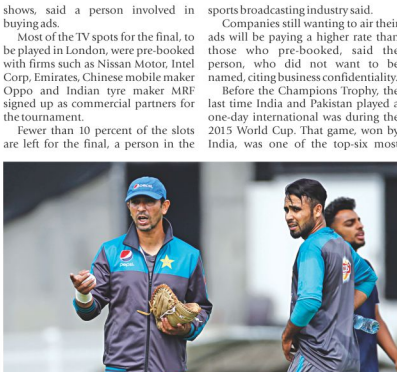 shows, said a person involved in
buying ads.
Most of the TV spots for the final, to
be played in London, were pre-booked
with firms such as Nissan Motor, Intel
Corp, Emirates, Chinese mobile maker
Oppo and Indian tyre maker MRF
signed up as commercial partners for
the tournament.
Fewer than 10 percent of the slots
are left for the final, a person in the
sports broadcasting industry said.
Companies still wanting to air their
ads will be paying a higher rate than
those who pre-booked, said the
person, who did not want to be
named, citing business confidentiality.
Before the Champions Trophy, the
last time India and Pakistan played a
one-day international was during the
2015 World Cup. That game, won by
India, was one of the top-six most
pepsi